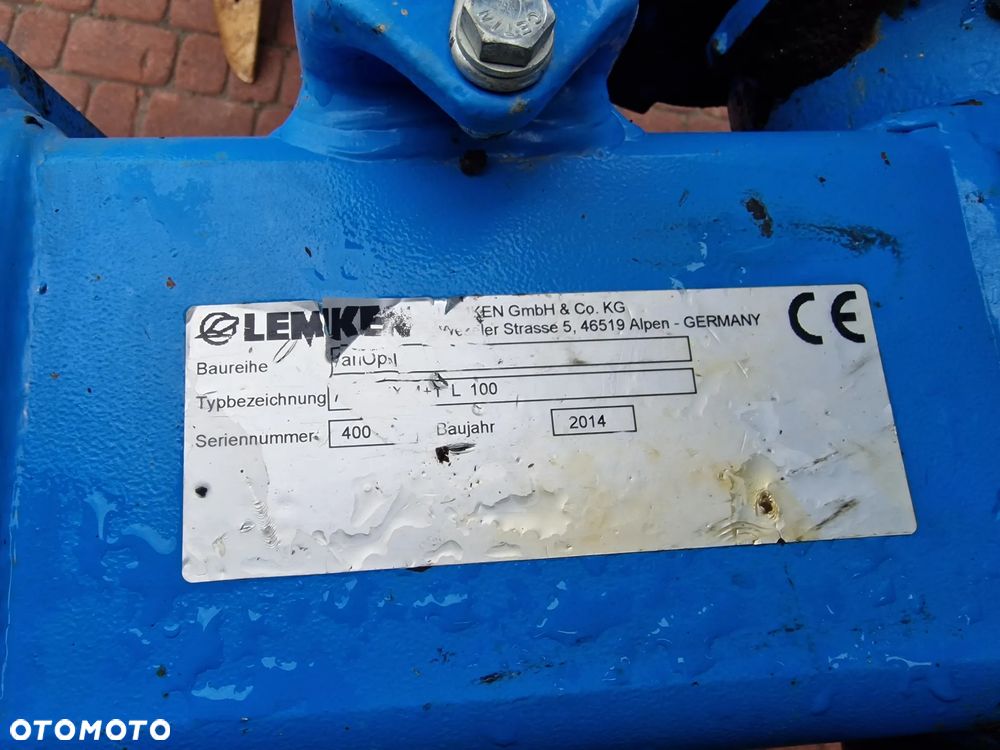 LEMKEN
KEN GmbH & Co. KG
Strasse 5, 46519 Alpen - GERMANY
CE
Baureihe
Typbezeichnung L 100
Seriennummer 400 Baujahr 2014
OTOMOTO